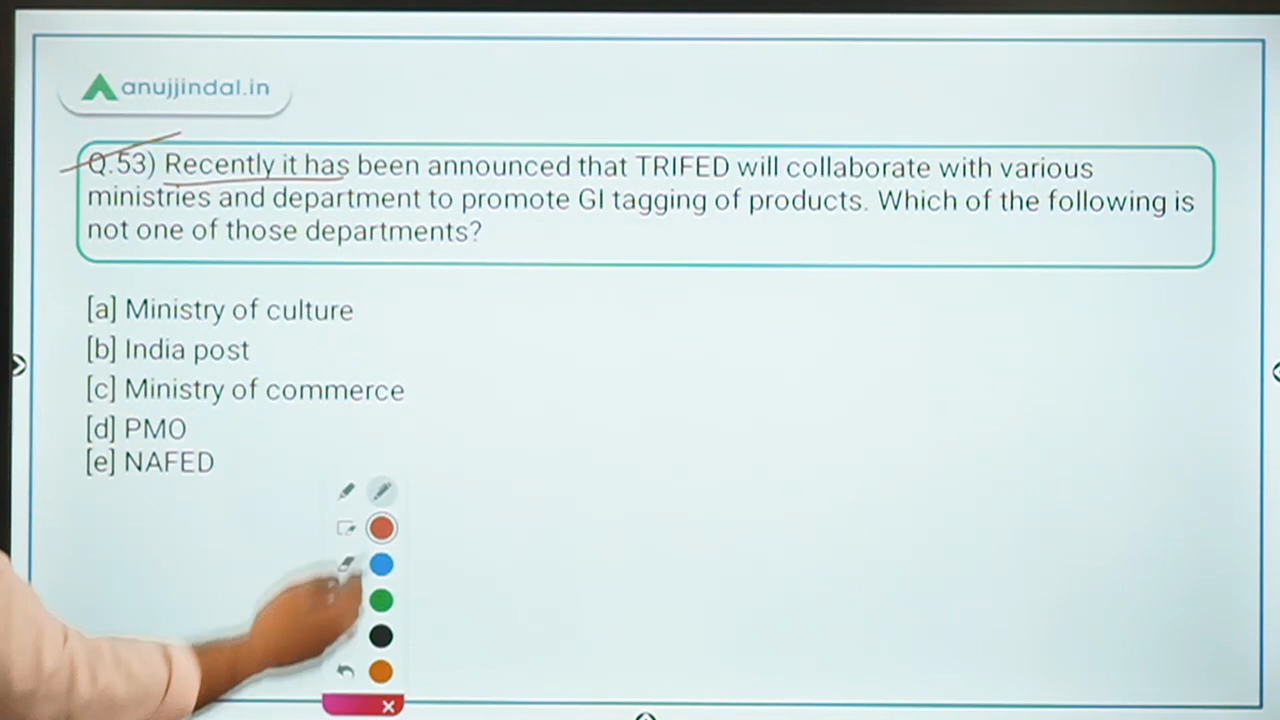 anujjindal.in
Q.53) Recently it has been announced that TRIFED will collaborate with various
ministries and department to promote GI tagging of products. Which of the following is
not one of those departments?
[a] Ministry of culture
[b] India post
[c] Ministry of commerce
[d] PMO
[e] NAFED